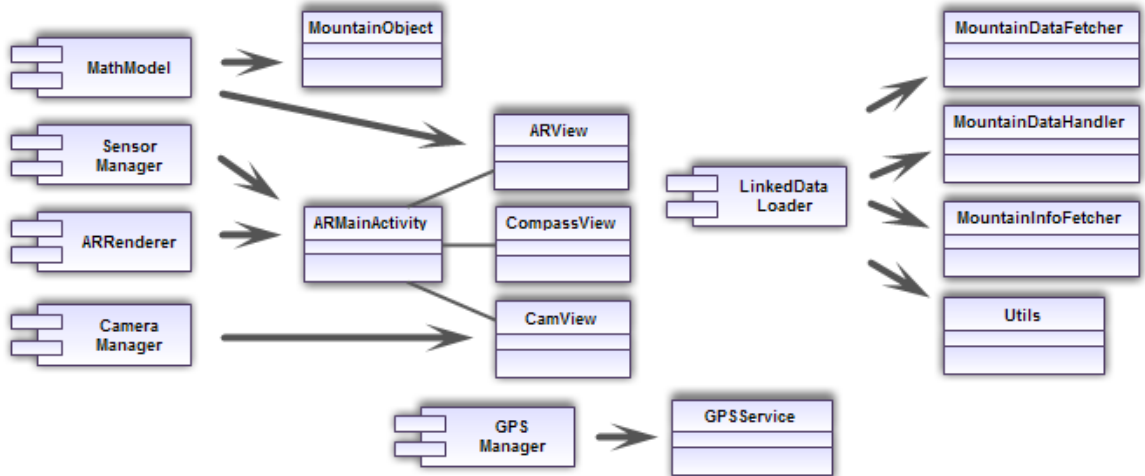 MountainObject
MountainDataFetcher
MathModel
ARView
MountainDataHandler
Sensor
Manager
LinkedData
Loader
ARMainActivity
CompassView
MountainInfoFetcher
ARRenderer
Camera
Manager
CamView
Utils
GPS
Manager
GPSService